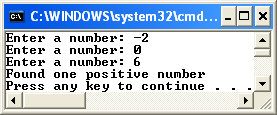 C:\WINDOWS\system32\cmd...
Enter a number: -2
Enter a number: 0
Enter a number: 6
Found one positive number
Press any key to continue . . .